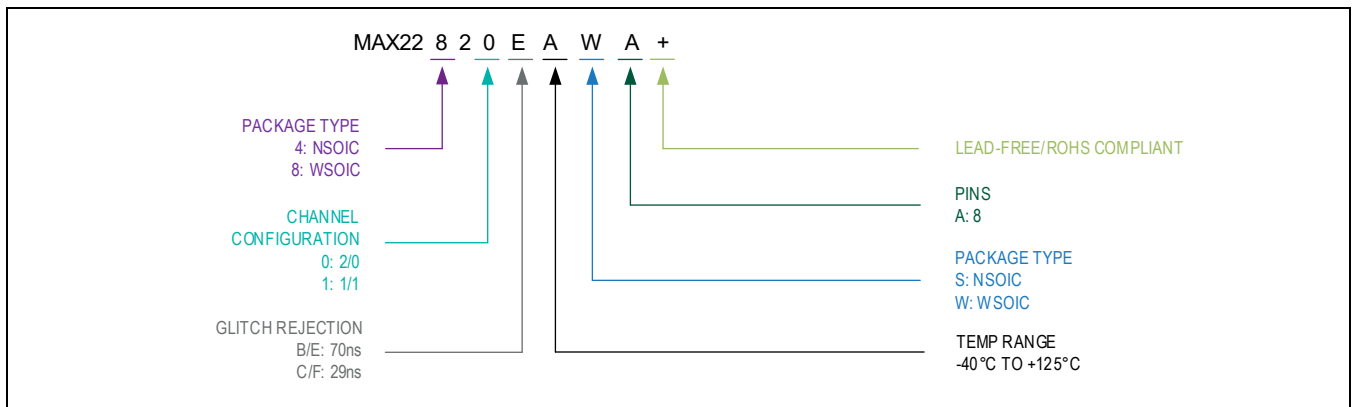 MAX22 8 2 0 E A W A +
PACKAGE TYPE
4: NSOIC
8: WSOIC
CHANNEL
CONFIGURATION
0: 2/0
1: 1/1
GLITCH REJECTION
B/E: 70ns
C/F: 29ns
LEAD-FREE/ROHS COMPLIANT
PINS
A: 8
PACKAGE TYPE
S: NSOIC
W: WSOIC
TEMP RANGE
-40°C TO +125°C